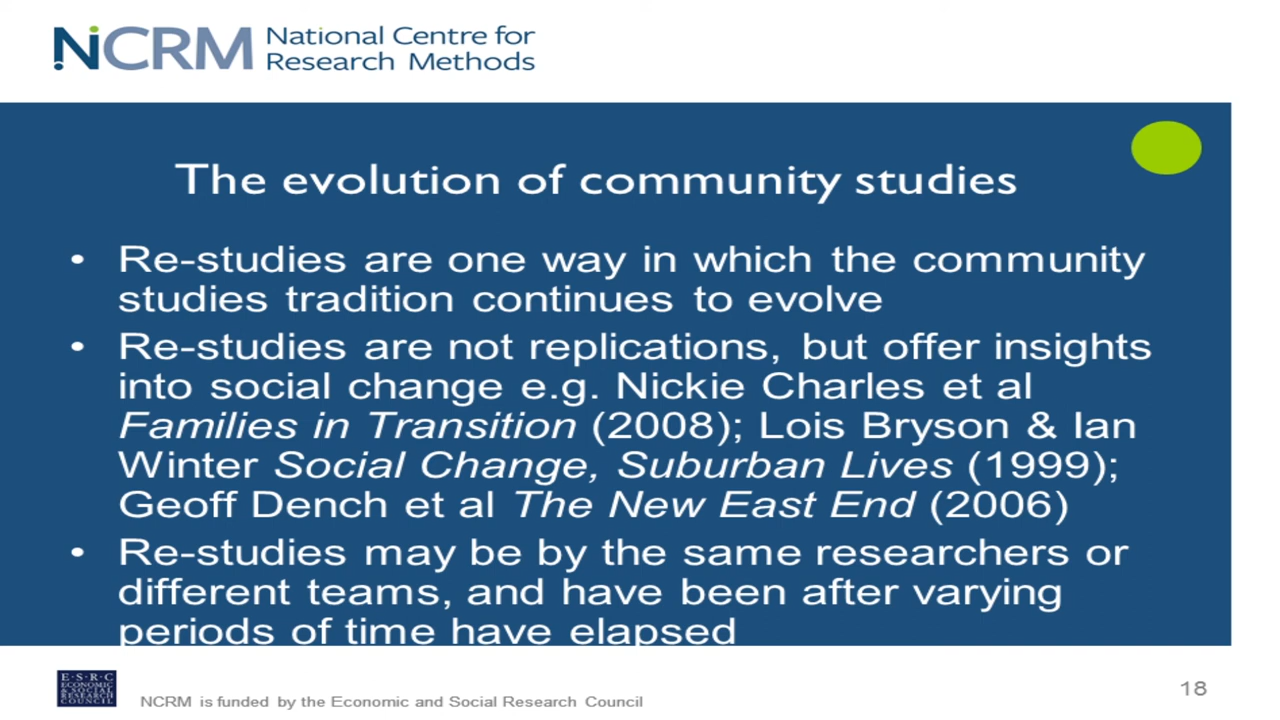 NCRM National Centre for
Research Methods
The evolution of community studies
• Re-studies are one way in which the community
studies tradition continues to evolve
• Re-studies are not replications, but offer insights
into social change e.g. Nickie Charles et al
Families in Transition (2008); Lois Bryson & Ian
Winter Social Change, Suburban Lives (1999);
Geoff Dench et al The New East End (2006)
• Re-studies may be by the same researchers or
different teams, and have been after varying
periods of time have elapsed
E·S·R·C
ECONOMIC
& SOCIAL
RESEARCH
COUNCIL
NCRM is funded by the Economic and Social Research Council
18